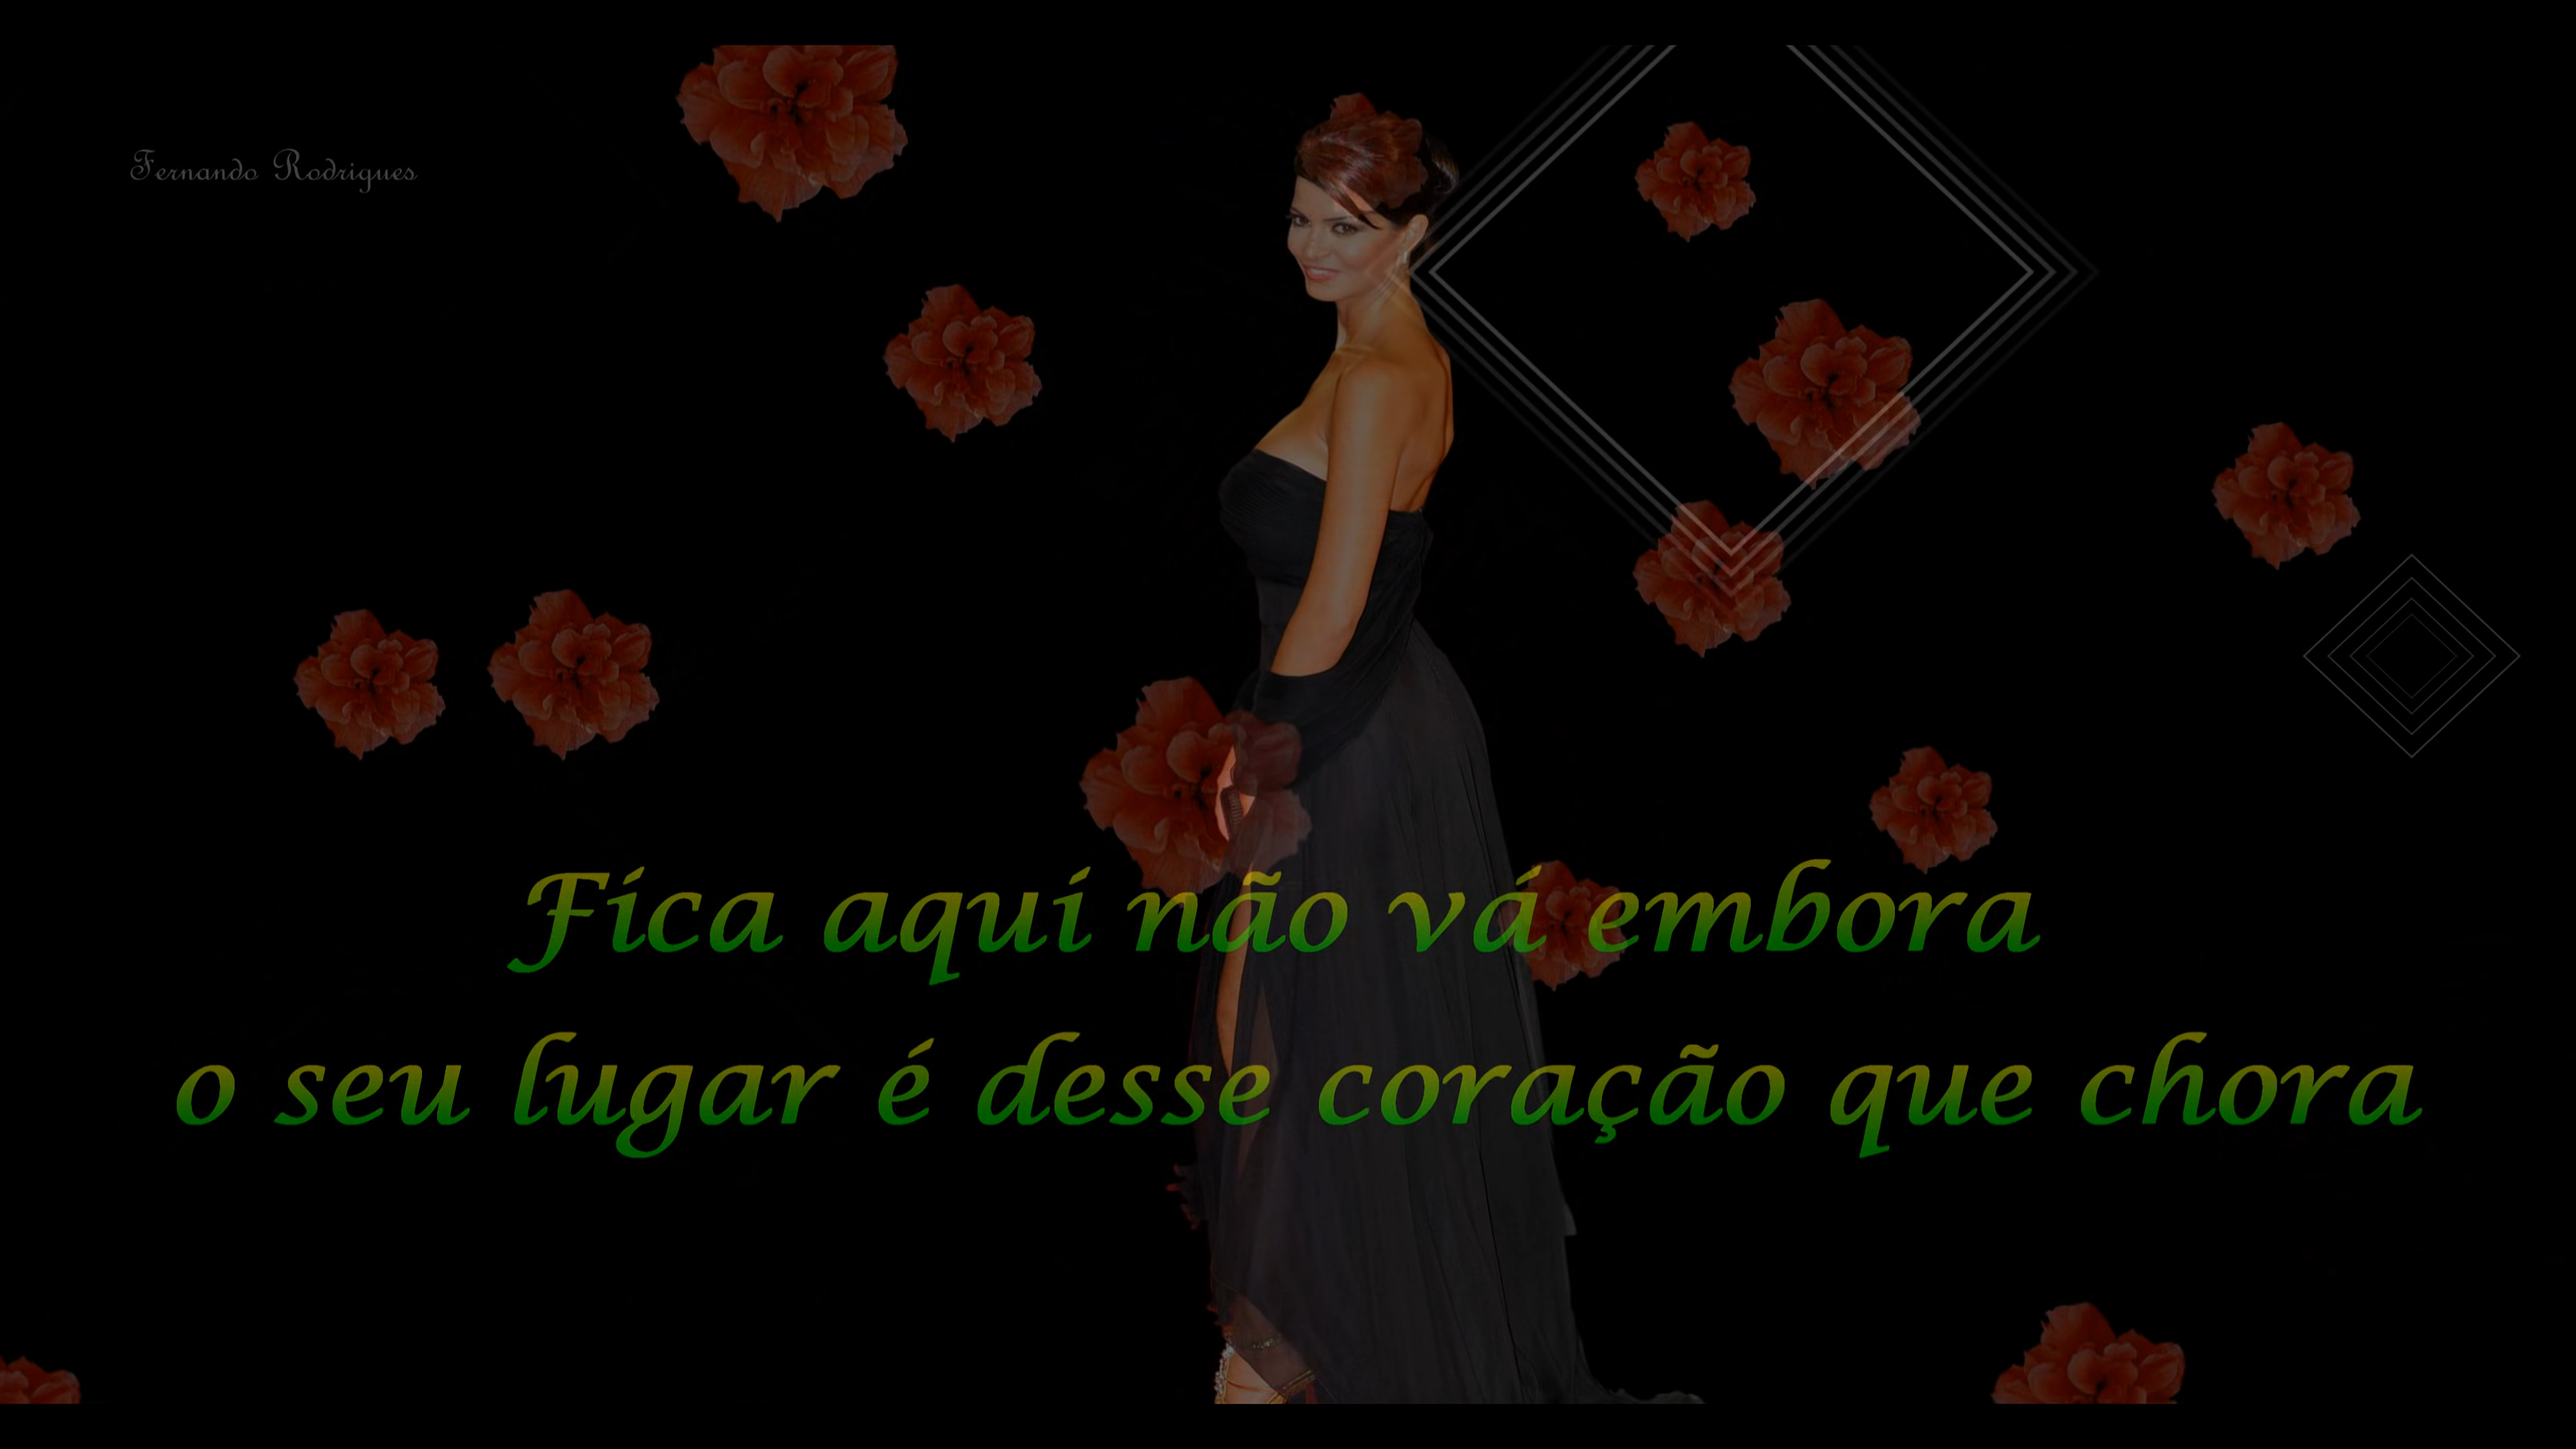 Fernando Rodrigues
Fica aqui não vá embora
o seu lugar é desse coração que chora